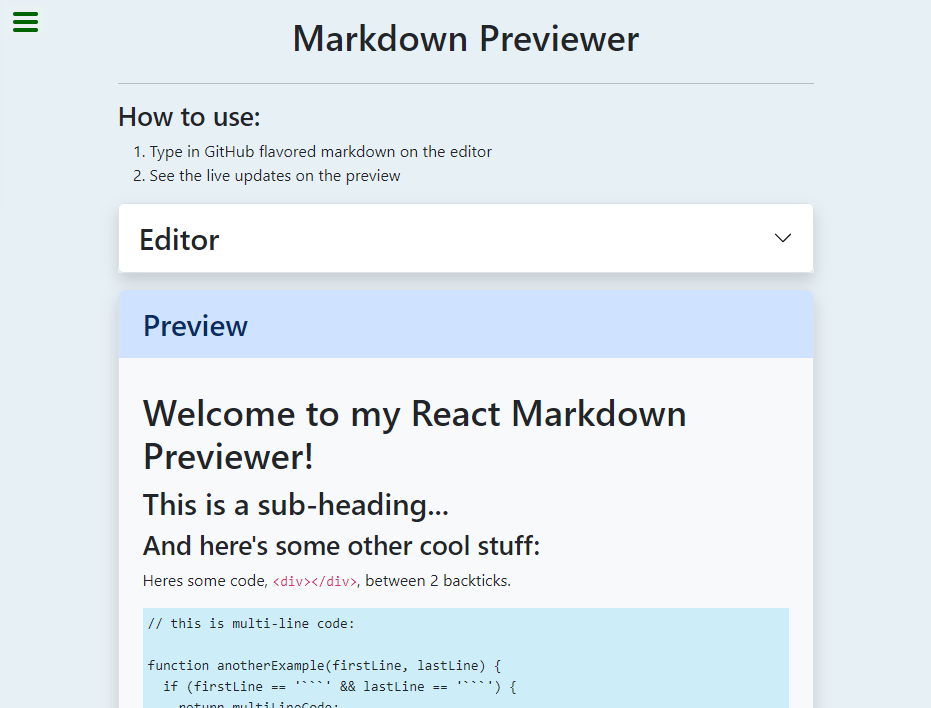 Markdown Previewer
How to use:
1. Type in GitHub flavored markdown on the editor
2. See the live updates on the preview
Editor
Preview
Welcome to my React Markdown
Previewer!
This is a sub-heading...
And here's some other cool stuff:
Heres some code, <div></div>, between 2 backticks.
// this is multi-line code:
function anotherExample(firstLine, lastLine) {
if (firstLine == '```' && lastLine == '```') {
return multiLineCode;